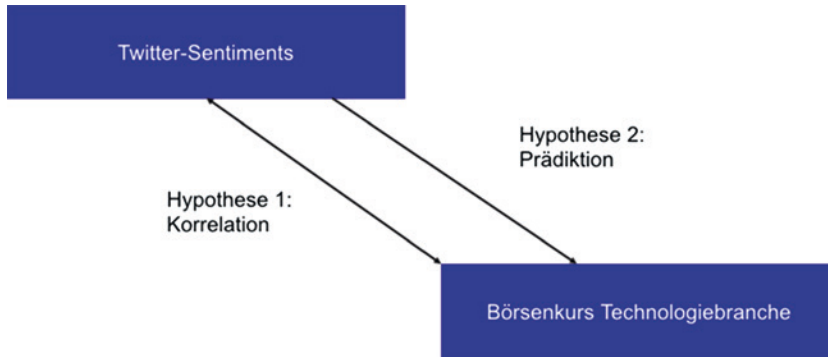 Twitter-Sentiments
Hypothese 2:
Prädiktion
Hypothese 1:
Korrelation
Börsenkurs Technologiebranche